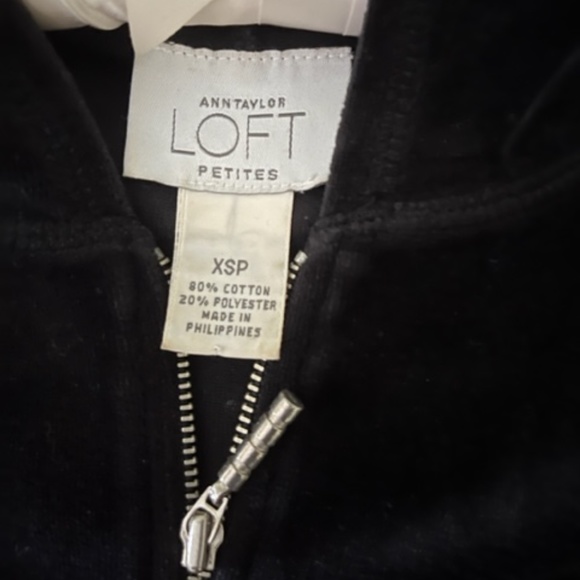 ANNTAYLOR
LOFT
PETITES
XSP
80% COTTON
20% POLYESTER
MADE IN
PHILIPPINES